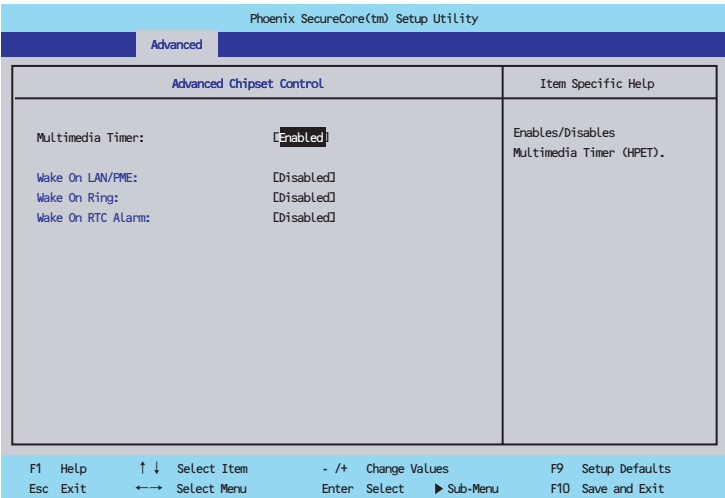 Phoenix SecureCore(tm) Setup Utility
Advanced
Advanced Chipset Control
Item Specific Help
Multimedia Timer: [Enabled]
Wake On LAN/PME: [Disabled]
Wake On Ring: [Disabled]
Wake On RTC Alarm: [Disabled]
Enables/Disables
Multimedia Timer (HPET).
F1 Help ↑↓ Select Item - /+ Change Values F9 Setup Defaults
Esc Exit ←→ Select Menu Enter Select ▶Sub-Menu F10 Save and Exit